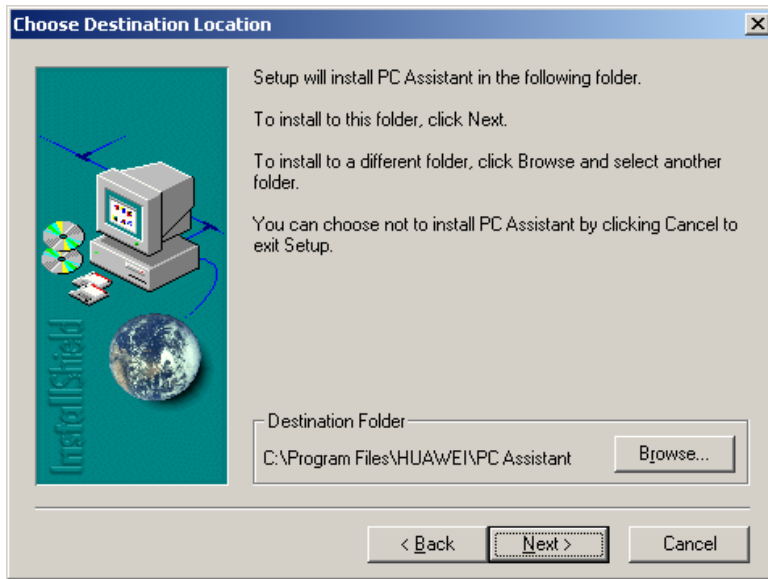 Choose Destination Location
Setup will install PC Assistant in the following folder.
To install to this folder, click Next.
To install to a different folder, click Browse and select another
folder.
You can choose not to install PC Assistant by clicking Cancel to
exit Setup.
InstallShield
Destination Folder
C:\Program Files\HUAWEI\PC Assistant
Browse...
< Back
Next >
Cancel